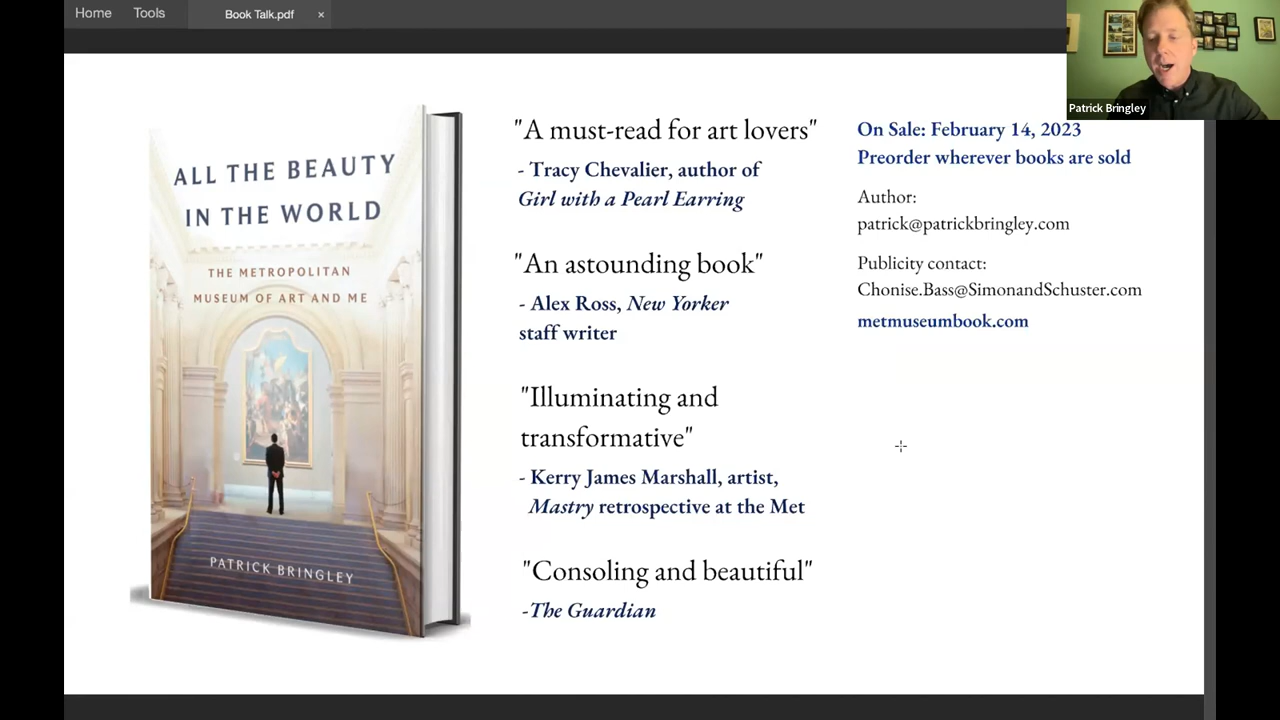 Home Tools Book Talk.pdf ×
Patrick Bringley
ALL THE BEAUTY
IN THE WORLD
THE METROPOLITAN
MUSEUM OF ART AND ME
PATRICK BRINGLEY
"A must-read for art lovers"
- Tracy Chevalier, author of
Girl with a Pearl Earring
"An astounding book"
- Alex Ross, New Yorker
staff writer
"Illuminating and
transformative"
- Kerry James Marshall, artist,
Mastry retrospective at the Met
"Consoling and beautiful"
-The Guardian
On Sale: February 14, 2023
Preorder wherever books are sold
Author:
patrick@patrickbringley.com
Publicity contact:
Chonise.Bass@SimonandSchuster.com
metmuseumbook.com